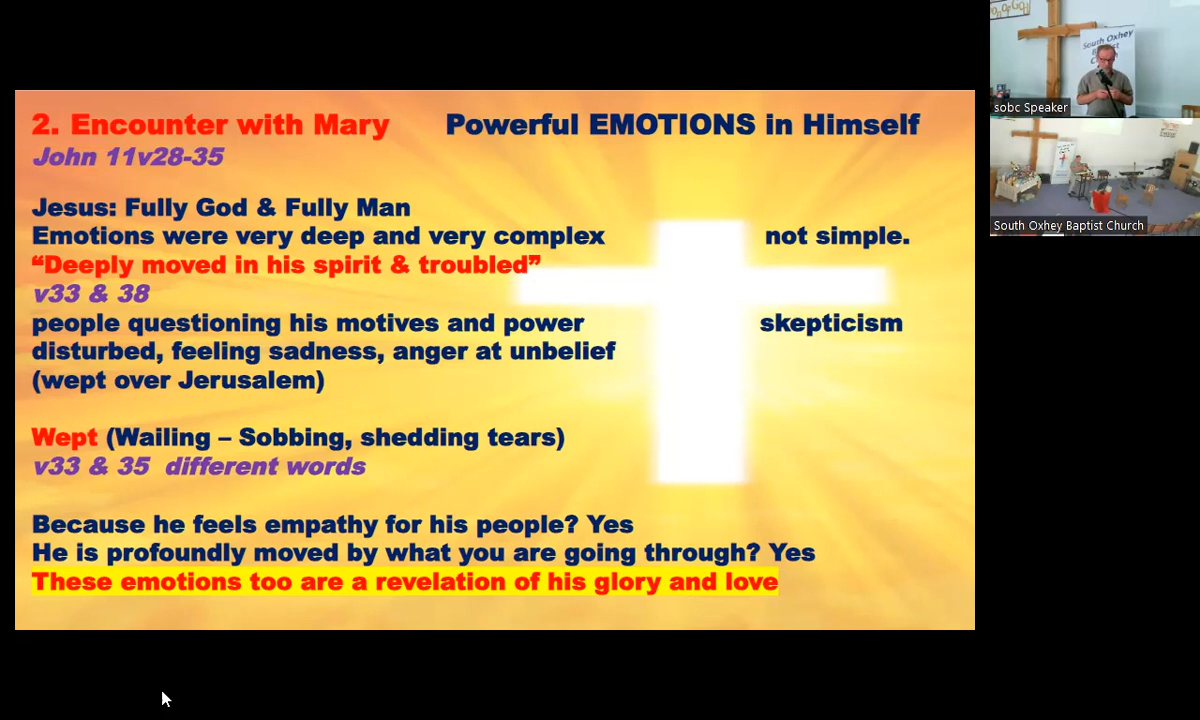 2. Encounter with Mary Powerful EMOTIONS in Himself
John 11v28-35
Jesus: Fully God & Fully Man
Emotions were very deep and very complex not simple.
“Deeply moved in his spirit & troubled”
v33 & 38
people questioning his motives and power skepticism
disturbed, feeling sadness, anger at unbelief
(wept over Jerusalem)
Wept (Wailing – Sobbing, shedding tears)
v33 & 35 different words
Because he feels empathy for his people? Yes
He is profoundly moved by what you are going through? Yes
These emotions too are a revelation of his glory and love
South Oxhey
sobc Speaker
South Oxhey Baptist Church